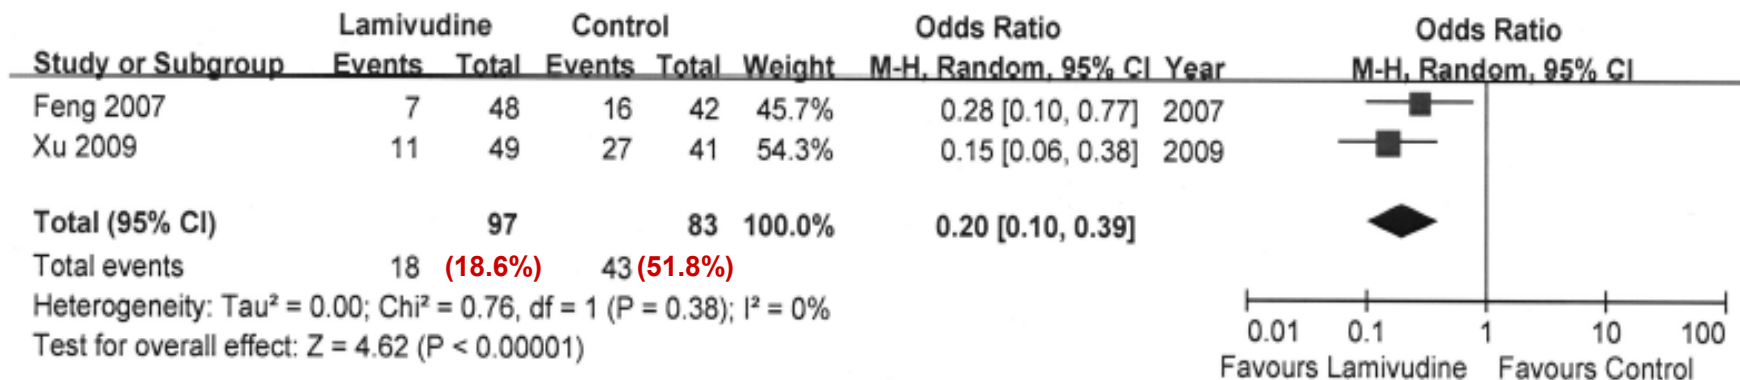 Lamivudine Control Odds Ratio Odds Ratio
Study or Subgroup Events Total Events Total Weight M-H, Random, 95% CI Year M-H, Random, 95% CI
Feng 2007 7 48 16 42 45.7% 0.28 [0.10, 0.77] 2007
Xu 2009 11 49 27 41 54.3% 0.15 [0.06, 0.38] 2009
Total (95% CI) 97 83 100.0% 0.20 [0.10, 0.39]
Total events 18 (18.6%) 43 (51.8%)
Heterogeneity: Tau² = 0.00; Chi² = 0.76, df = 1 (P = 0.38); I² = 0%
Test for overall effect: Z = 4.62 (P < 0.00001)
0.01 0.1 1 10 100
Favours Lamivudine Favours Control